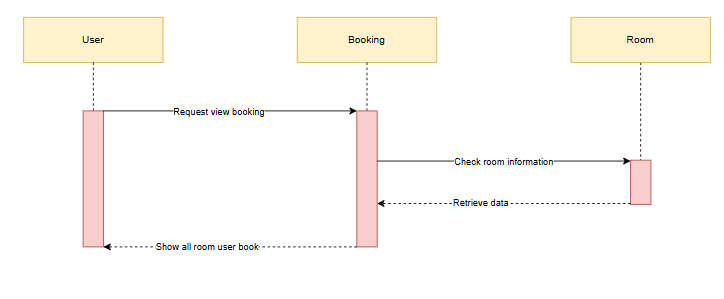 User
Booking
Room
Request view booking
Check room information
Retrieve data
Show all room user book